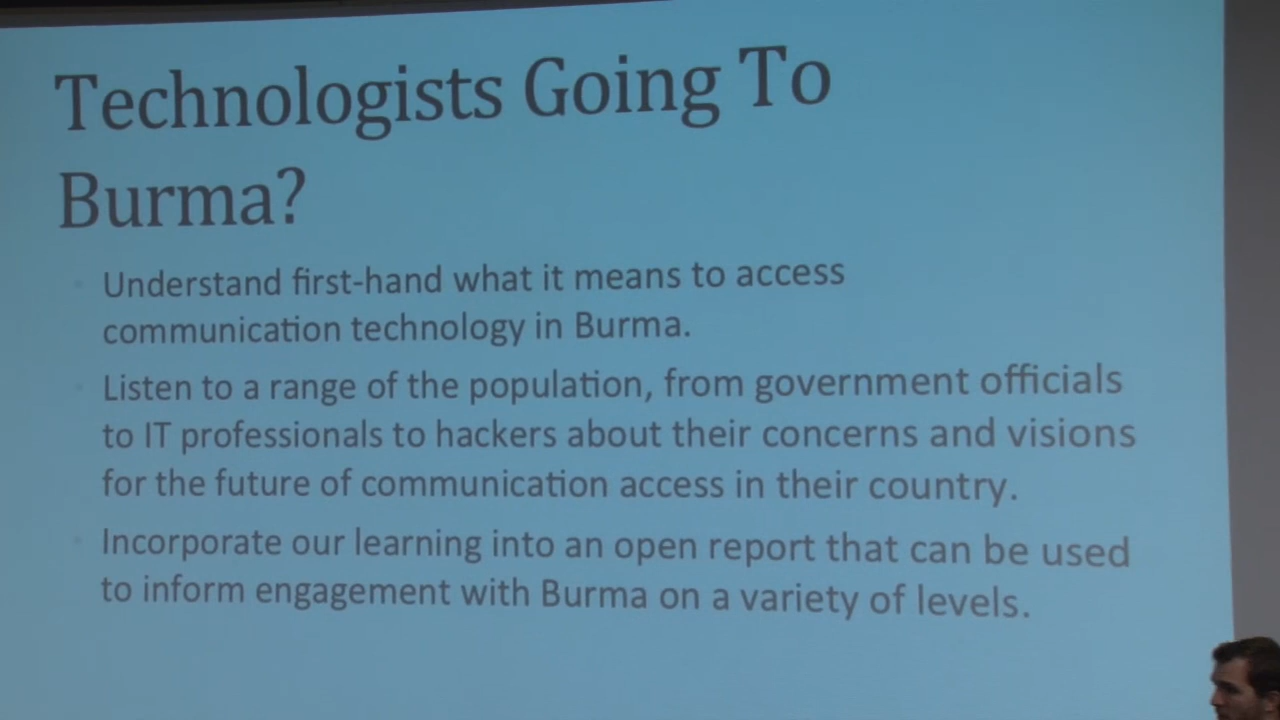 Technologists Going To
Burma?
Understand first-hand what it means to access
communication technology in Burma.
Listen to a range of the population, from government officials
to IT professionals to hackers about their concerns and visions
for the future of communication access in their country.
Incorporate our learning into an open report that can be used
to inform engagement with Burma on a variety of levels.